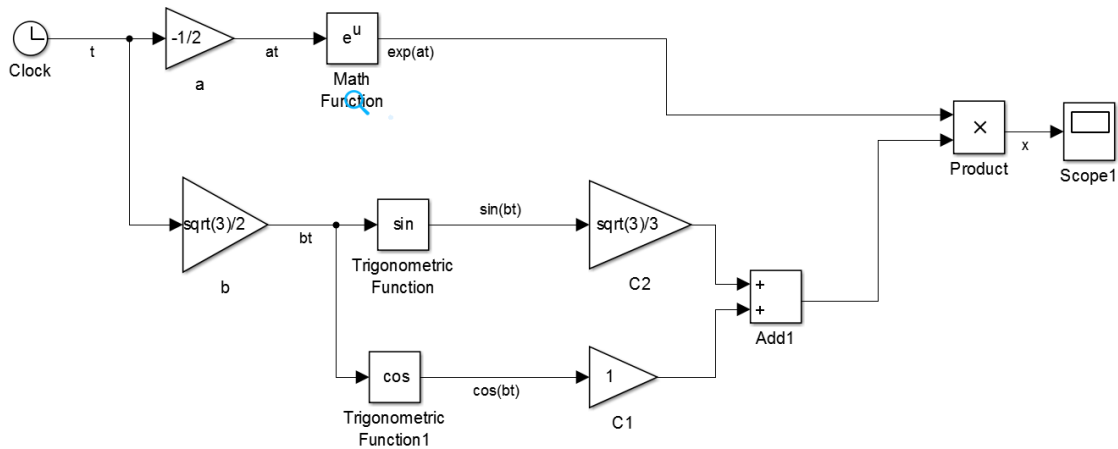 Clock
t
-1/2
a
at
e^u
Math
Function
exp(at)
×
Product
x
Scope1
sqrt(3)/2
b
bt
sin
Trigonometric
Function
sin(bt)
sqrt(3)/3
C2
+
+
Add1
cos
Trigonometric
Function1
cos(bt)
1
C1